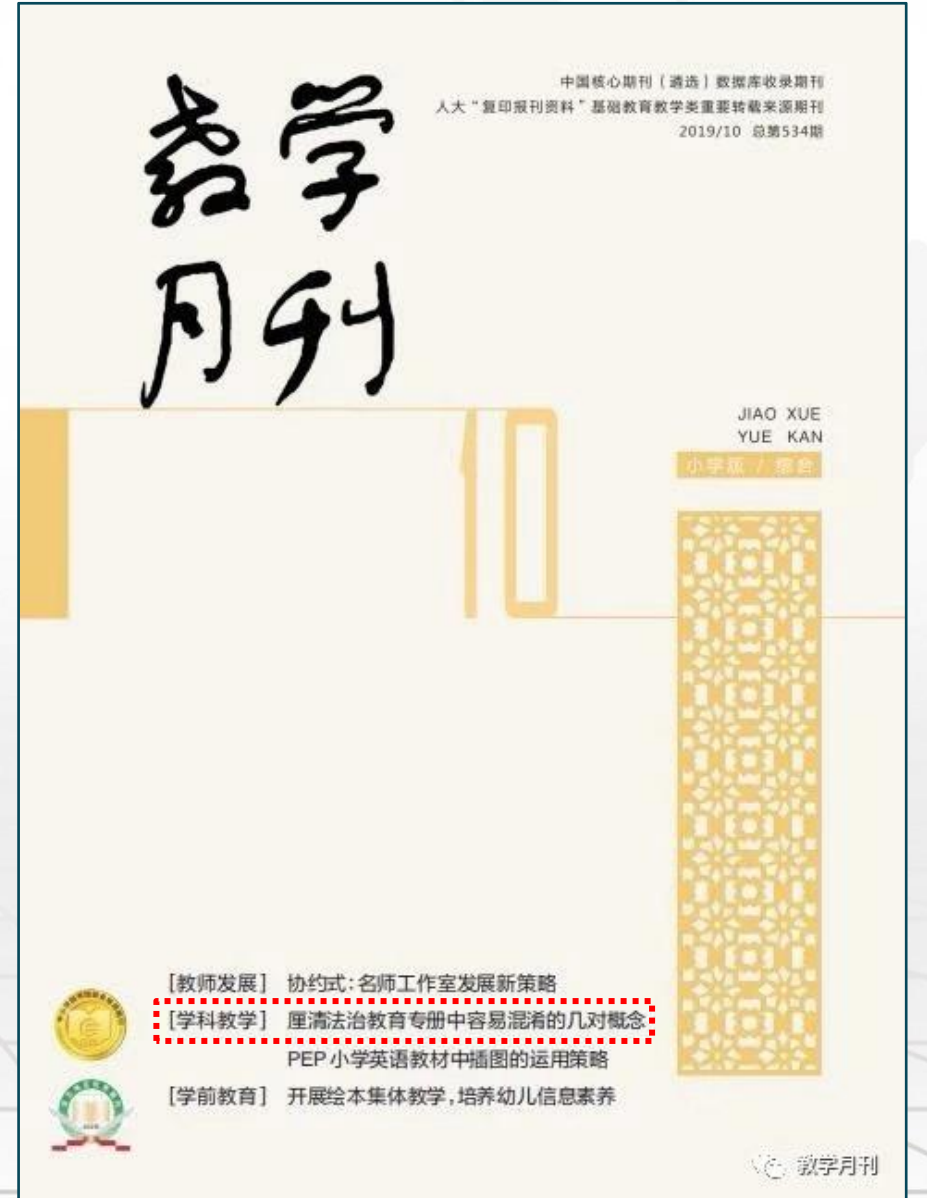 教学
月刊
中国核心期刊（遴选）数据库收录期刊
人大“复印报刊资料”基础教育教学类重要转载来源期刊
2019/10 总第534期
10
JIAO XUE
YUE KAN
小学版 / 综合
[教师发展] 协约式：名师工作室发展新策略
[学科教学] 厘清法治教育专册中容易混淆的几对概念
PEP 小学英语教材中插图的运用策略
[学前教育] 开展绘本集体教学，培养幼儿信息素养
教学月刊